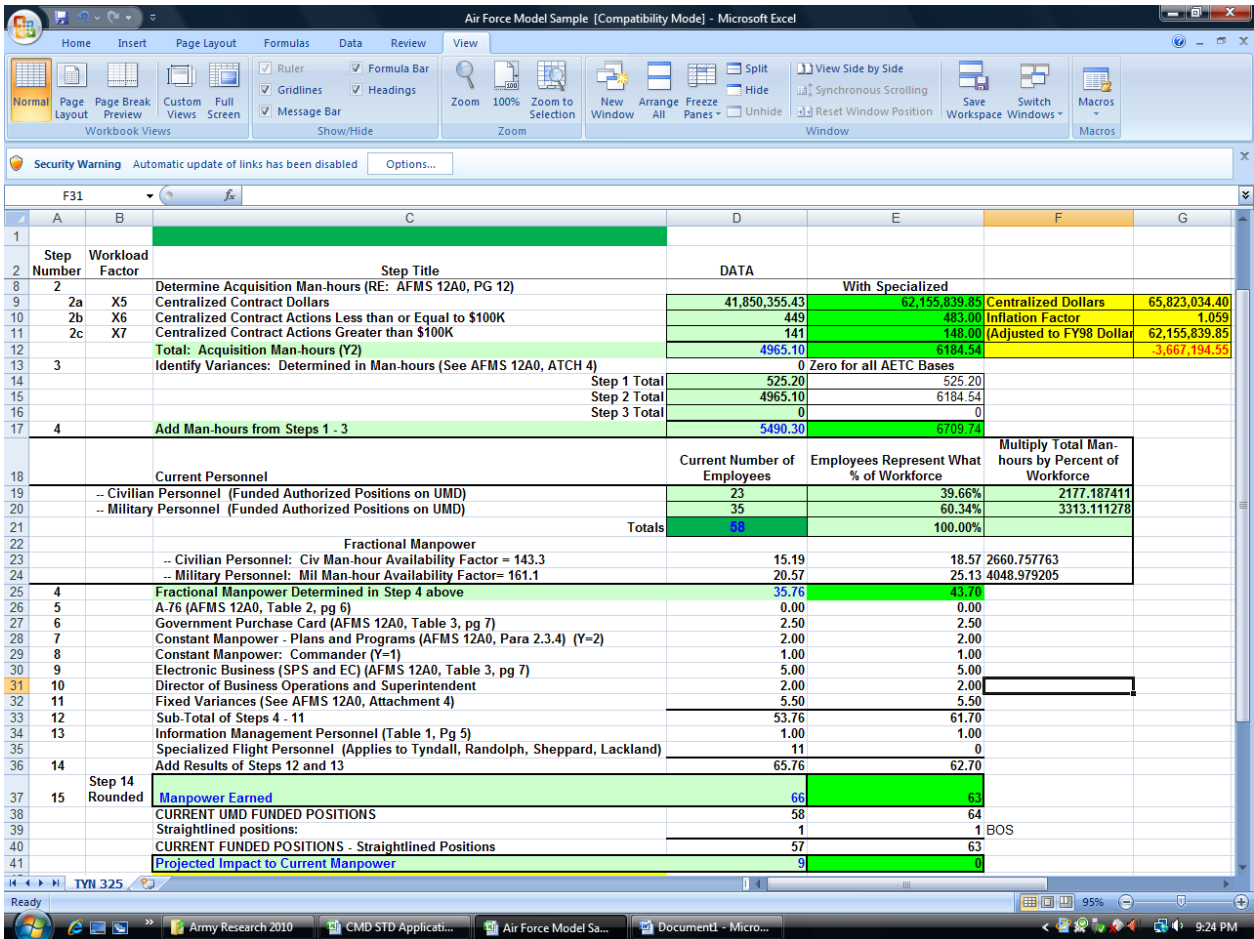 Air Force Model Sample [Compatibility Mode] - Microsoft Excel
Home Insert Page Layout Formulas Data Review View
Normal Page Layout Page Break Preview Custom Views Full Screen
Workbook Views
Ruler Formula Bar
Gridlines Headings
Message Bar
Show/Hide
Zoom 100% Zoom to Selection
Zoom
New Window Arrange All Freeze Panes
Split
Hide
Unhide
View Side by Side
Synchronous Scrolling
Reset Window Position
Save Workspace Switch Windows
Window
Macros
Macros
Security Warning Automatic update of links has been disabled Options...
F31 fx
A B C D E F G
1
2 Step Number Workload Factor Step Title DATA
8 2 Determine Acquisition Man-hours (RE: AFMS 12A0, PG 12) With Specialized
9 2a X5 Centralized Contract Dollars 41,850,355.43 62,155,839.85 Centralized Dollars 65,823,034.40
10 2b X6 Centralized Contract Actions Less than or Equal to $100K 449 483.00 Inflation Factor 1.059
11 2c X7 Centralized Contract Actions Greater than $100K 141 148.00 (Adjusted to FY98 Dollar 62,155,839.85
12 Total: Acquisition Man-hours (Y2) 4965.10 6184.54 -3,667,194.55
13 3 Identify Variances: Determined in Man-hours (See AFMS 12A0, ATCH 4) 0 Zero for all AETC Bases
14 Step 1 Total 525.20 525.20
15 Step 2 Total 4965.10 6184.54
16 Step 3 Total 0 0
17 4 Add Man-hours from Steps 1 - 3 5490.30 6709.74
18 Current Personnel Current Number of Employees Employees Represent What % of Workforce Multiply Total Man-hours by Percent of Workforce
19 -- Civilian Personnel (Funded Authorized Positions on UMD) 23 39.66% 2177.187411
20 -- Military Personnel (Funded Authorized Positions on UMD) 35 60.34% 3313.111278
21 Totals 58 100.00%
22 Fractional Manpower
23 -- Civilian Personnel: Civ Man-hour Availability Factor = 143.3 15.19 18.57 2660.757763
24 -- Military Personnel: Mil Man-hour Availability Factor= 161.1 20.57 25.13 4048.979205
25 4 Fractional Manpower Determined in Step 4 above 35.76 43.70
26 5 A-76 (AFMS 12A0, Table 2, pg 6) 0.00 0.00
27 6 Government Purchase Card (AFMS 12A0, Table 3, pg 7) 2.50 2.50
28 7 Constant Manpower - Plans and Programs (AFMS 12A0, Para 2.3.4) (Y=2) 2.00 2.00
29 8 Constant Manpower: Commander (Y=1) 1.00 1.00
30 9 Electronic Business (SPS and EC) (AFMS 12A0, Table 3, pg 7) 5.00 5.00
31 10 Director of Business Operations and Superintendent 2.00 2.00
32 11 Fixed Variances (See AFMS 12A0, Attachment 4) 5.50 5.50
33 12 Sub-Total of Steps 4 - 11 53.76 61.70
34 13 Information Management Personnel (Table 1, Pg 5) 1.00 1.00
35 Specialized Flight Personnel (Applies to Tyndall, Randolph, Sheppard, Lackland) 11 0
36 14 Add Results of Steps 12 and 13 65.76 62.70
37 15 Step 14 Rounded Manpower Earned 66 63
38 CURRENT UMD FUNDED POSITIONS 58 64
39 Straightlined positions: 1 1 BOS
40 CURRENT FUNDED POSITIONS - Straightlined Positions 57 63
41 Projected Impact to Current Manpower 9 0
TYN 325
Ready 95%
Army Research 2010 CMD STD Applicati... Air Force Model Sa... Document1 - Micro... 9:24 PM